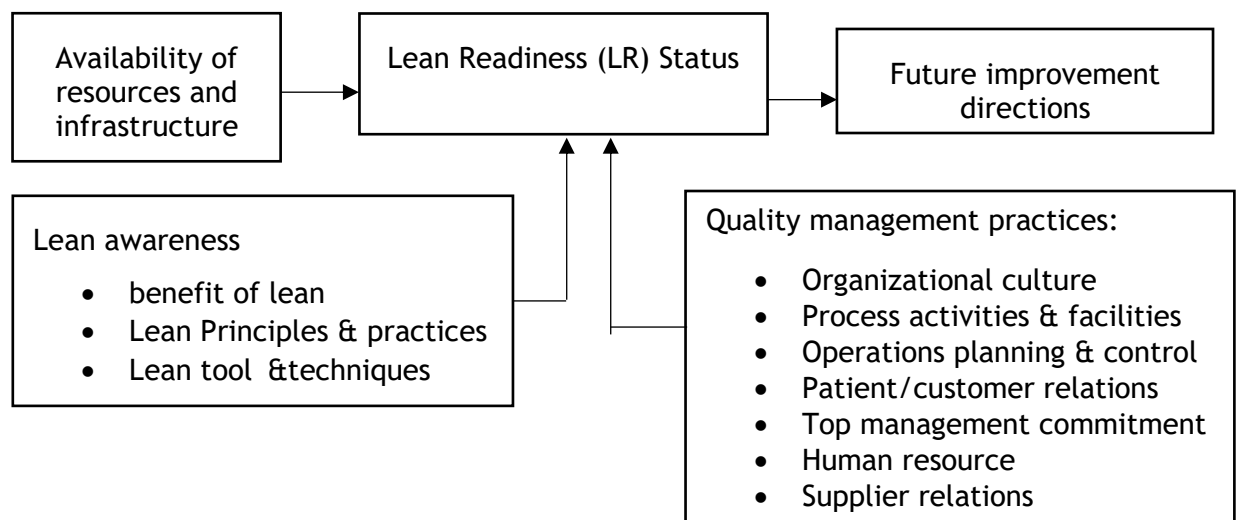 Availability of
resources and
infrastructure
Lean Readiness (LR) Status
Future improvement
directions
Lean awareness
• benefit of lean
• Lean Principles & practices
• Lean tool &techniques
Quality management practices:
• Organizational culture
• Process activities & facilities
• Operations planning & control
• Patient/customer relations
• Top management commitment
• Human resource
• Supplier relations